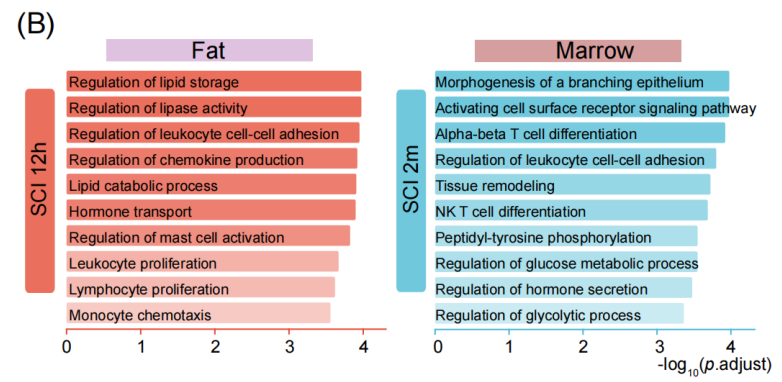 (B)
Fat
SCI 12h
Regulation of lipid storage
Regulation of lipase activity
Regulation of leukocyte cell-cell adhesion
Regulation of chemokine production
Lipid catabolic process
Hormone transport
Regulation of mast cell activation
Leukocyte proliferation
Lymphocyte proliferation
Monocyte chemotaxis
0 1 2 3 4
Marrow
SCI 2m
Morphogenesis of a branching epithelium
Activating cell surface receptor signaling pathway
Alpha-beta T cell differentiation
Regulation of leukocyte cell-cell adhesion
Tissue remodeling
NK T cell differentiation
Peptidyl-tyrosine phosphorylation
Regulation of glucose metabolic process
Regulation of hormone secretion
Regulation of glycolytic process
0 1 2 3 4
-log10(p.adjust)